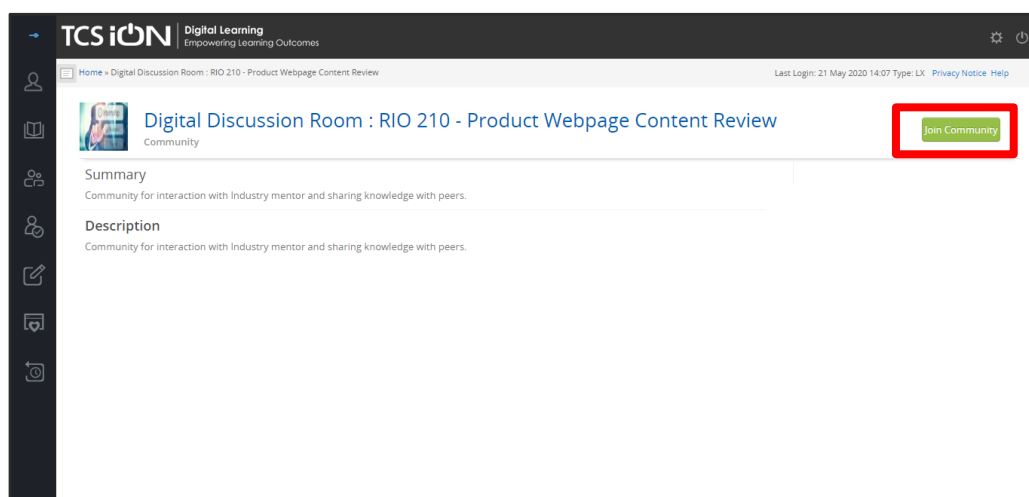 TCS iON Digital Learning
Empowering Learning Outcomes
Home » Digital Discussion Room : RIO 210 - Product Webpage Content Review
Last Login: 21 May 2020 14:07 Type: LX Privacy Notice Help
Digital Discussion Room : RIO 210 - Product Webpage Content Review
Community
Join Community
Summary
Community for interaction with Industry mentor and sharing knowledge with peers.
Description
Community for interaction with Industry mentor and sharing knowledge with peers.